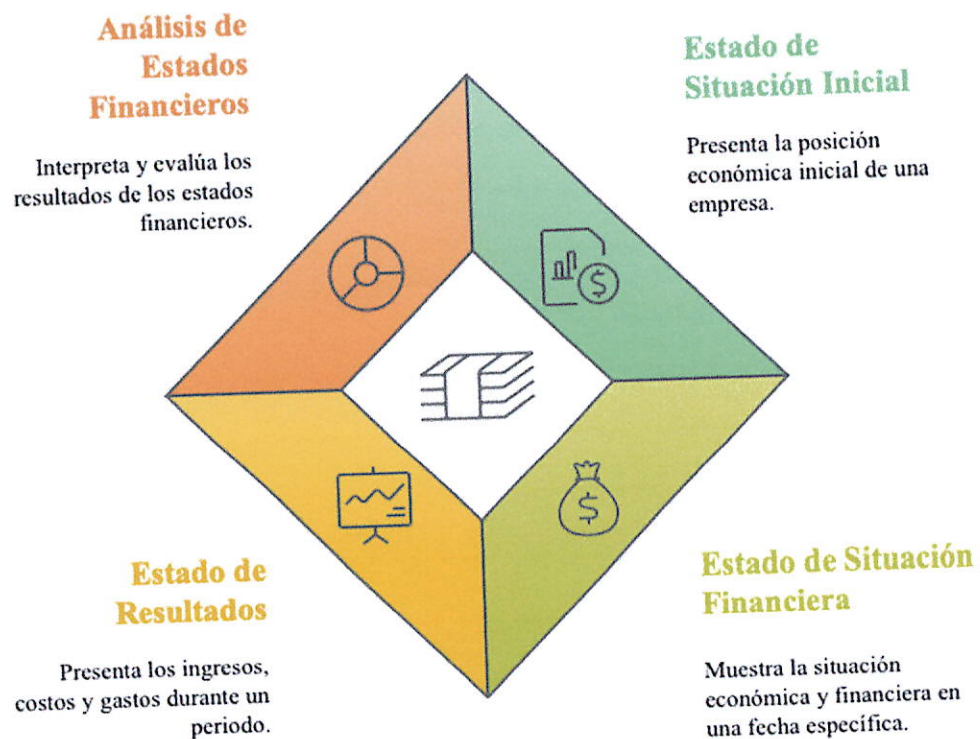 Análisis de
Estados
Financieros
Interpreta y evalúa los
resultados de los estados
financieros.
Estado de
Situación Inicial
Presenta la posición
económica inicial de una
empresa.
$
$
Estado de
Resultados
Presenta los ingresos,
costos y gastos durante un
periodo.
Estado de Situación
Financiera
Muestra la situación
económica y financiera en
una fecha específica.